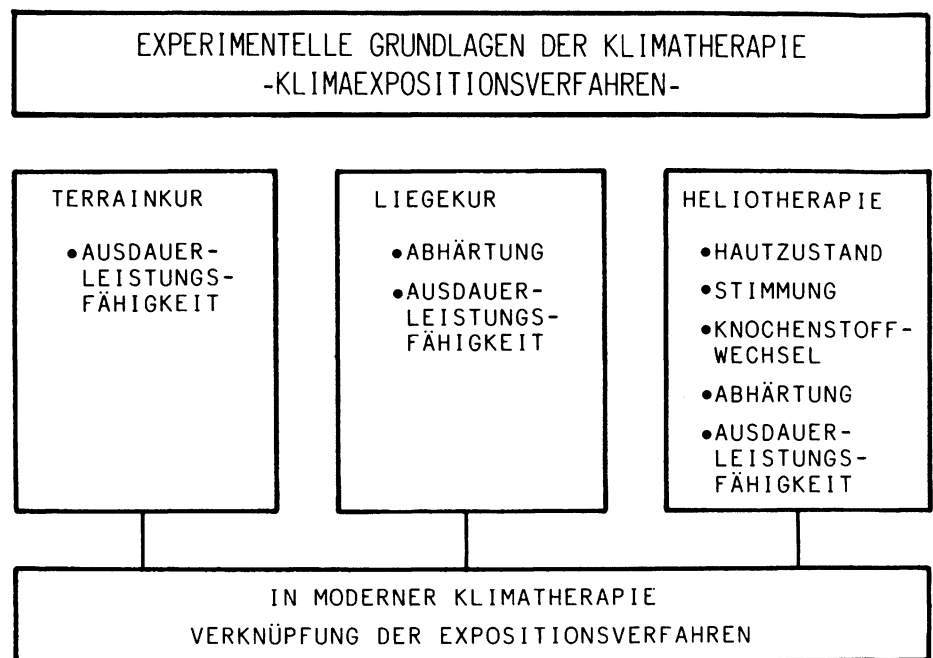 EXPERIMENTELLE GRUNDLAGEN DER KLIMATHERAPIE
-KLIMAEXPOSITIONSVERFAHREN-
TERRAINKUR
●AUSDAUER-
LEISTUNGS-
FÄHIGKEIT
LIEGEKUR
●ABHÄRTUNG
●AUSDAUER-
LEISTUNGS-
FÄHIGKEIT
HELIOTHERAPIE
●HAUTZUSTAND
●STIMMUNG
●KNOCHENSTOFF-
WECHSEL
●ABHÄRTUNG
●AUSDAUER-
LEISTUNGS-
FÄHIGKEIT
IN MODERNER KLIMATHERAPIE
VERKNÜPFUNG DER EXPOSITIONSVERFAHREN